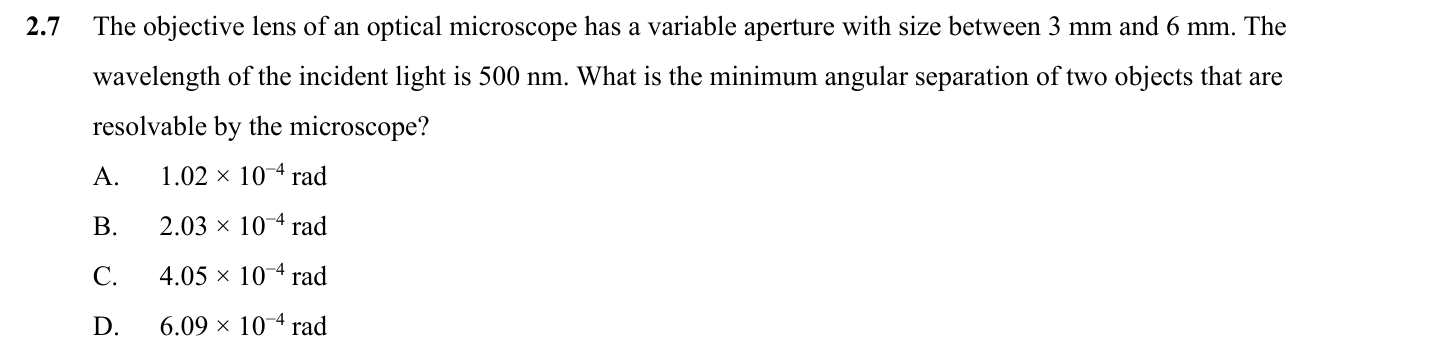 2.7 The objective lens of an optical microscope has a variable aperture with size between 3 mm and 6 mm. The
wavelength of the incident light is 500 nm. What is the minimum angular separation of two objects that are
resolvable by the microscope?
A. 1.02 × 10⁻⁴ rad
B. 2.03 × 10⁻⁴ rad
C. 4.05 × 10⁻⁴ rad
D. 6.09 × 10⁻⁴ rad